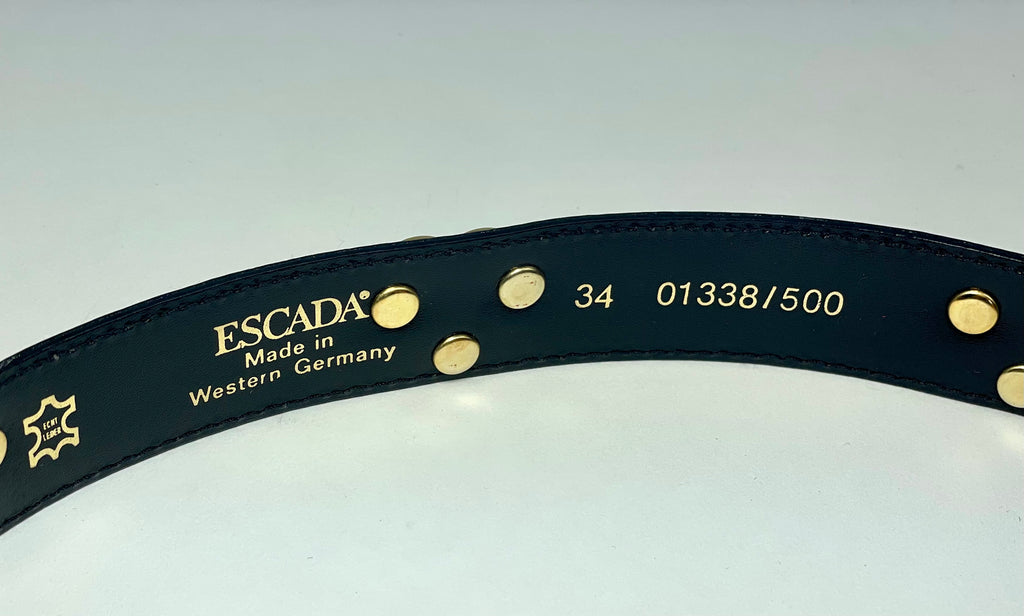 ESCADA®
Made in
Western Germany
34 01338/500
ECHT
LEDER